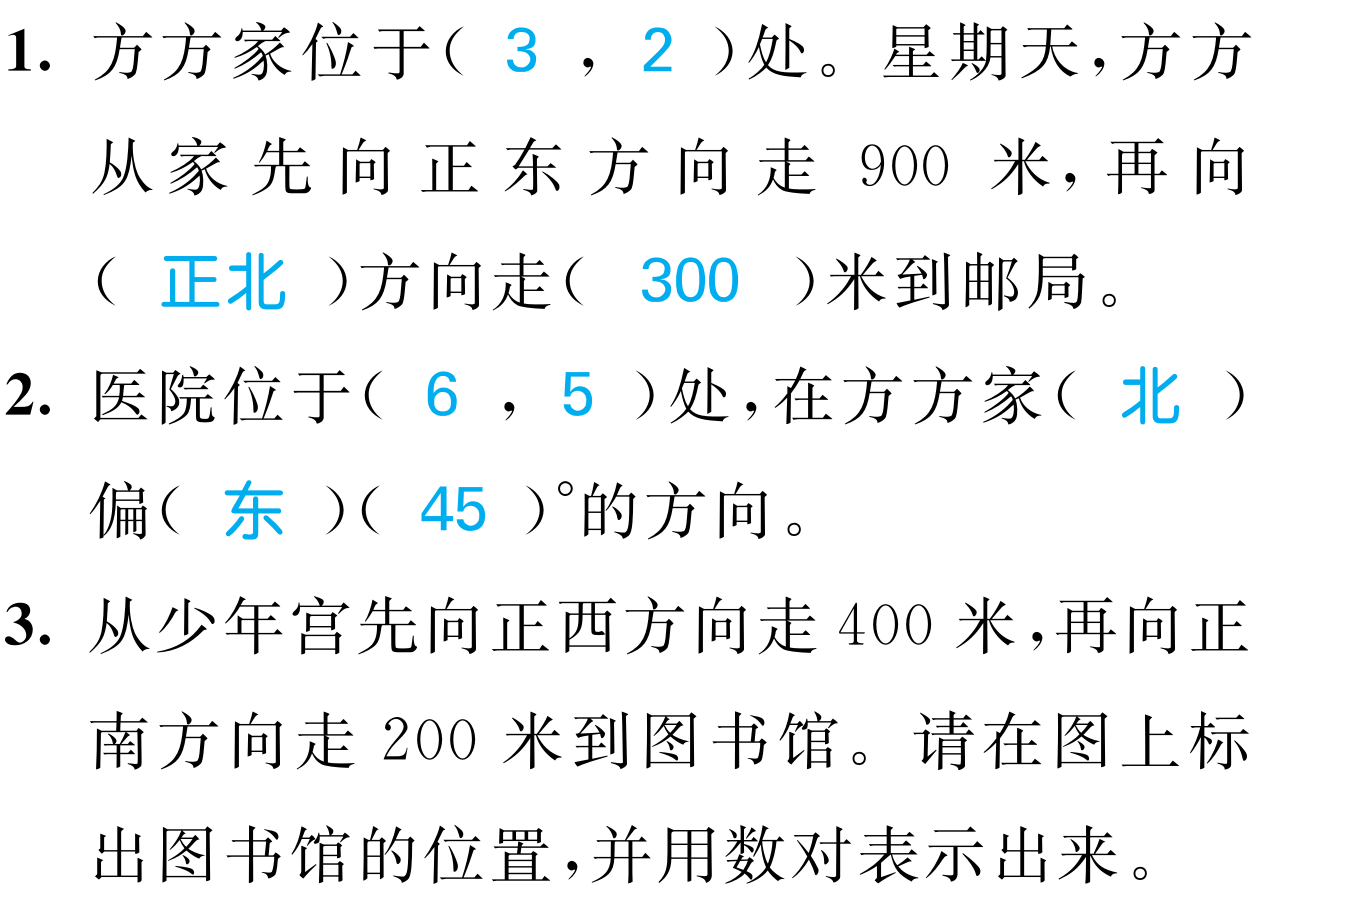 1. 方方家位于( 3 , 2 )处。星期天,方方
从家先向正东方向走 900 米,再向
( 正北 )方向走( 300 )米到邮局。
2. 医院位于( 6 , 5 )处,在方方家( 北 )
偏( 东 )( 45 )°的方向。
3. 从少年宫先向正西方向走 400 米,再向正
南方向走 200 米到图书馆。请在图上标
出图书馆的位置,并用数对表示出来。